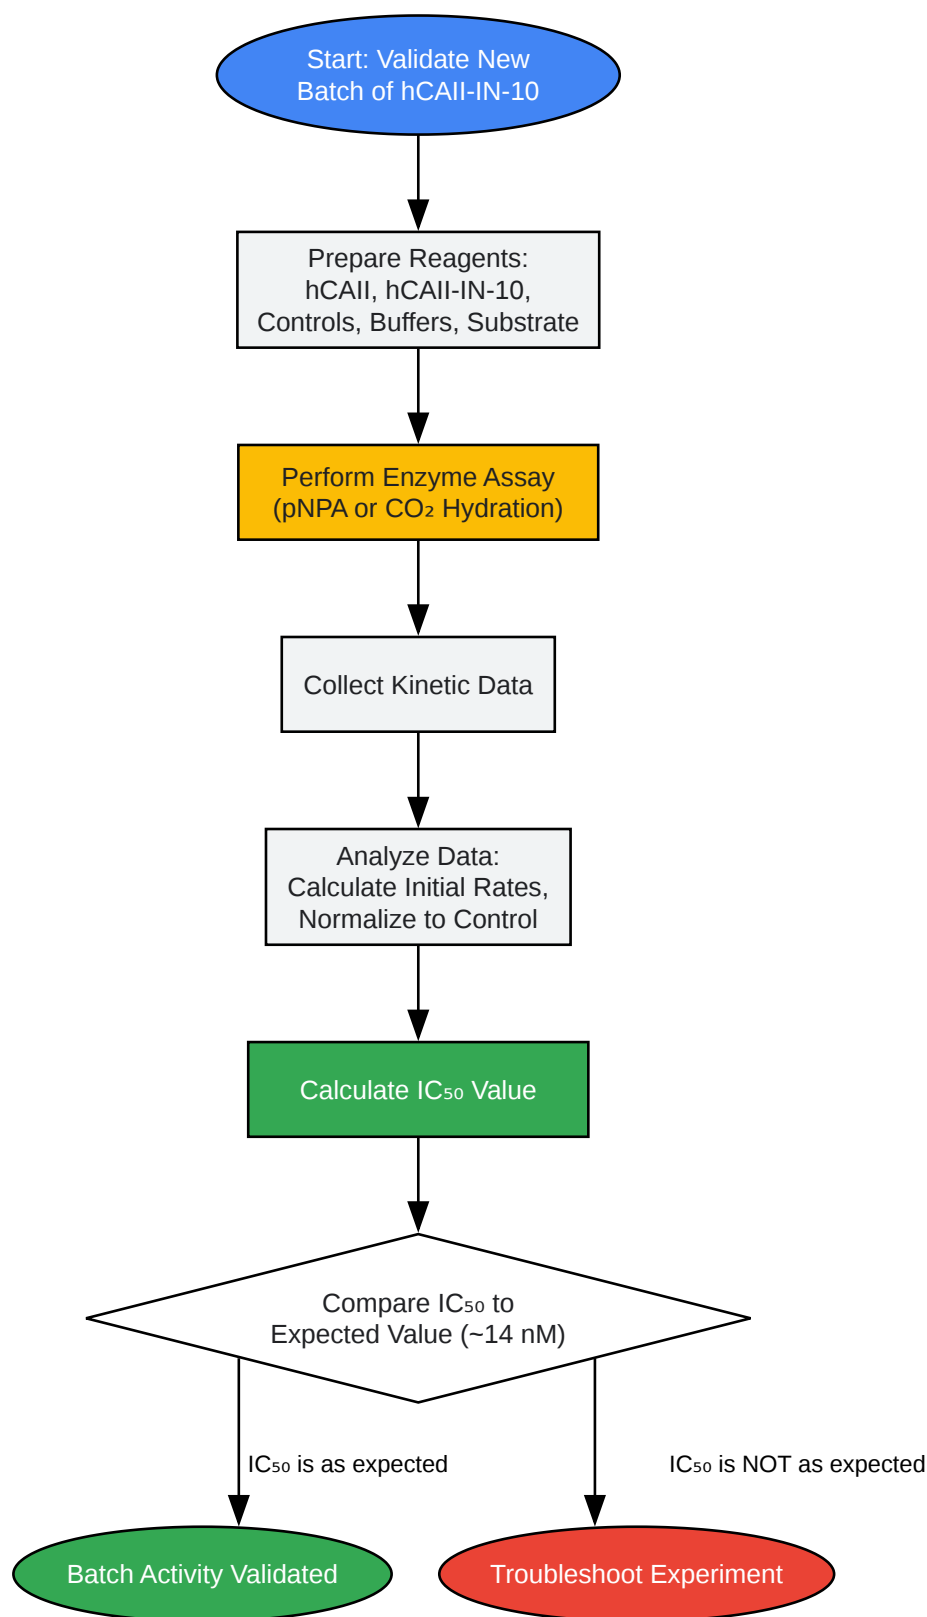 Start: Validate New
Batch of hCAII-IN-10
Prepare Reagents:
hCAII, hCAII-IN-10,
Controls, Buffers, Substrate
Perform Enzyme Assay
(pNPA or CO₂ Hydration)
Collect Kinetic Data
Analyze Data:
Calculate Initial Rates,
Normalize to Control
Calculate IC₅₀ Value
Compare IC₅₀ to
Expected Value (~14 nM)
IC₅₀ is as expected
IC₅₀ is NOT as expected
Batch Activity Validated
Troubleshoot Experiment